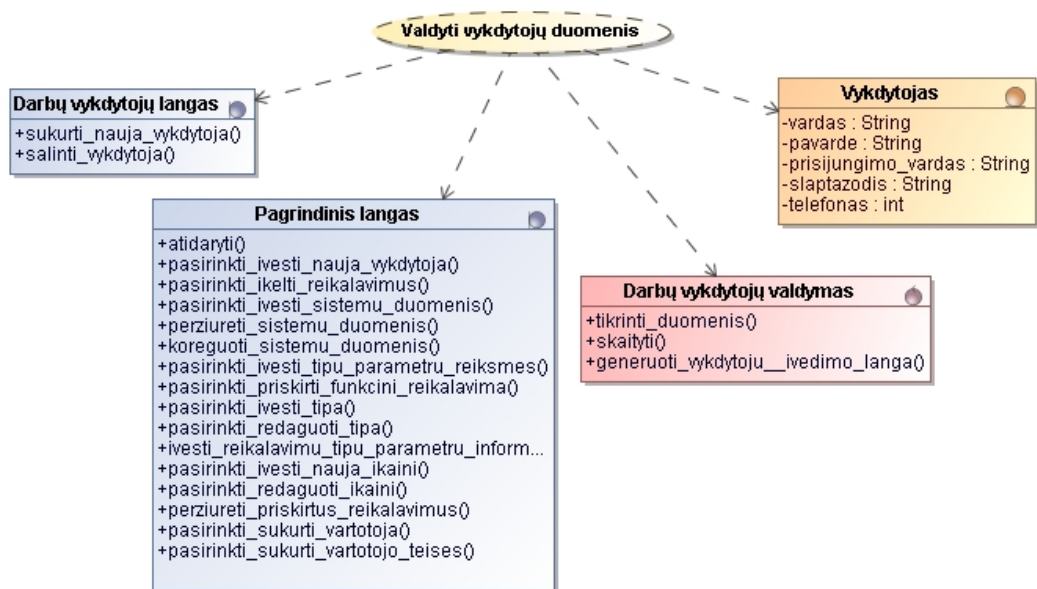 Valdyti vykdytojų duomenis
Darbų vykdytojų langas
+sukurti_nauja_vykdytoja()
+salinti_vykdytoja()
Vykdytojas
-vardas : String
-pavarde : String
-prisijungimo_vardas : String
-slaptazodis : String
-telefonas : int
Pagrindinis langas
+atidaryti()
+pasirinkti_ivesti_nauja_vykdytoja()
+pasirinkti_ikelti_reikalavimus()
+pasirinkti_ivesti_sistemu_duomenis()
+perziureti_sistemu_duomenis()
+koreguoti_sistemu_duomenis()
+pasirinkti_ivesti_tipu_parametru_reiksmes()
+pasirinkti_priskirti_funkcini_reikalavima()
+pasirinkti_ivesti_tipa()
+pasirinkti_redaguoti_tipa()
+ivesti_reikalavimu_tipu_parametru_inform...
+pasirinkti_ivesti_nauja_ikaini()
+pasirinkti_redaguoti_ikaini()
+perziureti_priskirtus_reikalavimus()
+pasirinkti_sukurti_vartotoja()
+pasirinkti_sukurti_vartotojo_teises()
Darbų vykdytojų valdymas
+tikrinti_duomenis()
+skaityti()
+generuoti_vykdytoju__ivedimo_langa()